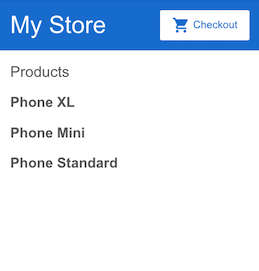 My Store
Checkout
Products
Phone XL
Phone Mini
Phone Standard